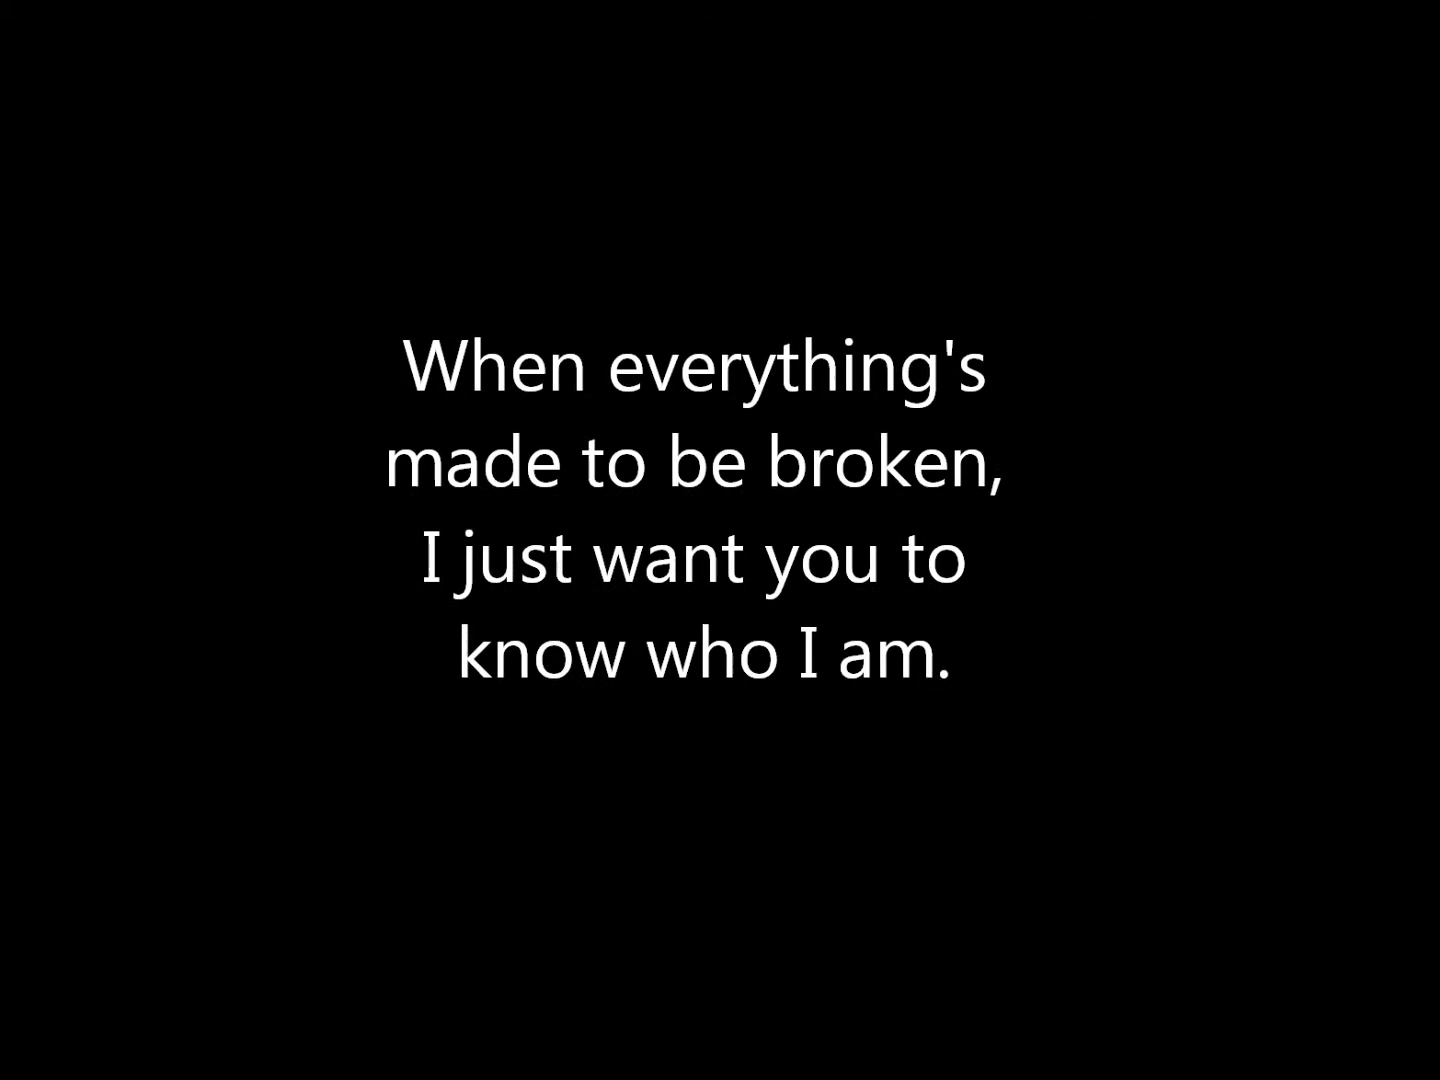 When everything's
made to be broken,
I just want you to
know who I am.